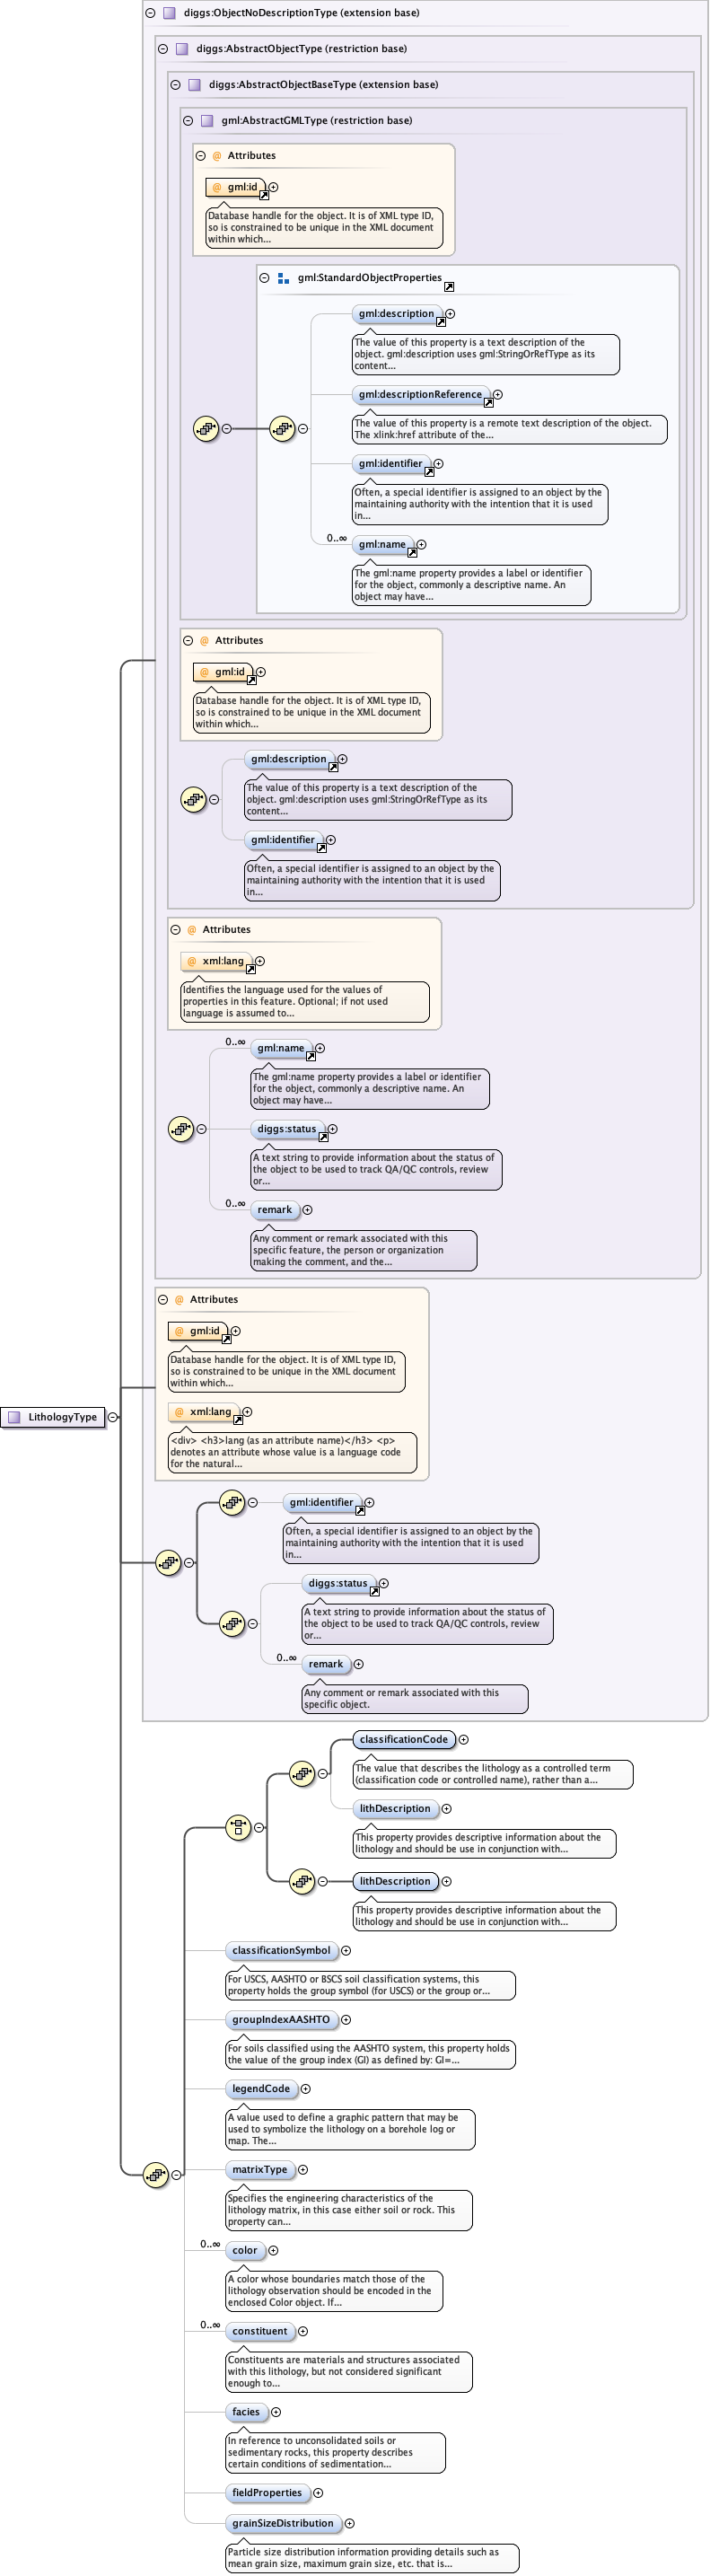 diggs:ObjectNoDescriptionType (extension base)
diggs:AbstractObjectType (restriction base)
diggs:AbstractObjectBaseType (extension base)
gml:AbstractGMLType (restriction base)
@ Attributes
@ gml:id
Database handle for the object. It is of XML type ID,
so is constrained to be unique in the XML document
within which...
gml:StandardObjectProperties
gml:description
The value of this property is a text description of the
object. gml:description uses gml:StringOrRefType as its
content...
gml:descriptionReference
The value of this property is a remote text description of the object.
The xlink:href attribute of the...
gml:identifier
Often, a special identifier is assigned to an object by the
maintaining authority with the intention that it is used
in...
0..∞
gml:name
The gml:name property provides a label or identifier
for the object, commonly a descriptive name. An
object may have...
@ Attributes
@ gml:id
Database handle for the object. It is of XML type ID,
so is constrained to be unique in the XML document
within which...
gml:description
The value of this property is a text description of the
object. gml:description uses gml:StringOrRefType as its
content...
gml:identifier
Often, a special identifier is assigned to an object by the
maintaining authority with the intention that it is used
in...
@ Attributes
@ xml:lang
Identifies the language used for the values of
properties in this feature. Optional; if not used
language is assumed to...
0..∞
gml:name
The gml:name property provides a label or identifier
for the object, commonly a descriptive name. An
object may have...
diggs:status
A text string to provide information about the status of
the object to be used to track QA/QC controls, review
or...
0..∞
remark
Any comment or remark associated with this
specific feature, the person or organization
making the comment, and the...
@ Attributes
@ gml:id
Database handle for the object. It is of XML type ID,
so is constrained to be unique in the XML document
within which...
@ xml:lang
LithologyType
<div> <h3>lang (as an attribute name)</h3> <p>
denotes an attribute whose value is a language code
for the natural...
gml:identifier
Often, a special identifier is assigned to an object by the
maintaining authority with the intention that it is used
in...
diggs:status
A text string to provide information about the status of
the object to be used to track QA/QC controls, review
or...
0..∞
remark
Any comment or remark associated with this
specific object.
classificationCode
The value that describes the lithology as a controlled term
(classification code or controlled name), rather than a...
lithDescription
This property provides descriptive information about the
lithology and should be use in conjunction with...
lithDescription
This property provides descriptive information about the
lithology and should be use in conjunction with...
classificationSymbol
For USCS, AASHTO or BSCS soil classification systems, this
property holds the group symbol (for USCS) or the group or...
groupIndexAASHTO
For soils classified using the AASHTO system, this property holds
the value of the group index (GI) as defined by: GI=...
legendCode
A value used to define a graphic pattern that may be
used to symbolize the lithology on a borehole log or
map. The...
matrixType
Specifies the engineering characteristics of the
lithology matrix, in this case either soil or rock. This
property can...
0..∞
color
A color whose boundaries match those of the
lithology observation should be encoded in the
enclosed Color object. If...
0..∞
constituent
Constituents are materials and structures associated
with this lithology, but not considered significant
enough to...
facies
In reference to unconsolidated soils or
sedimentary rocks, this property describes
certain conditions of sedimentation...
fieldProperties
grainSizeDistribution
Particle size distribution information providing details such as
mean grain size, maximum grain size, etc. that is...